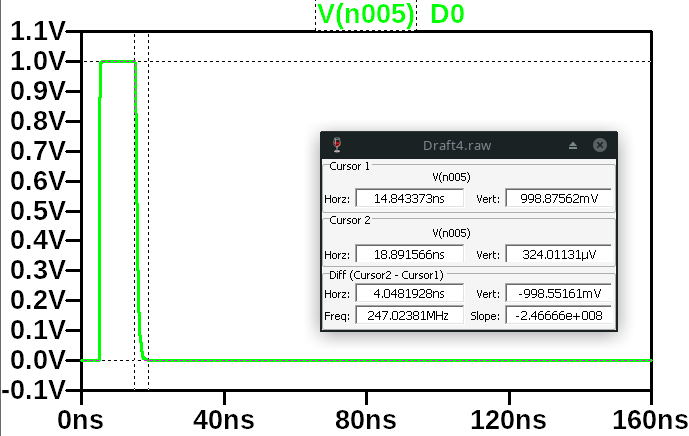 V(n005) D0
1.1V
1.0V
0.9V
0.8V
0.7V
0.6V
0.5V
0.4V
0.3V
0.2V
0.1V
0.0V
-0.1V
0ns 40ns 80ns 120ns 160ns
Draft4.raw
Cursor 1
V(n005)
Horz: 14.843373ns Vert: 998.87562mV
Cursor 2
V(n005)
Horz: 18.891566ns Vert: 324.01131µV
Diff (Cursor2 - Cursor1)
Horz: 4.0481928ns Vert: -998.55161mV
Freq: 247.02381MHz Slope: -2.46666e+008